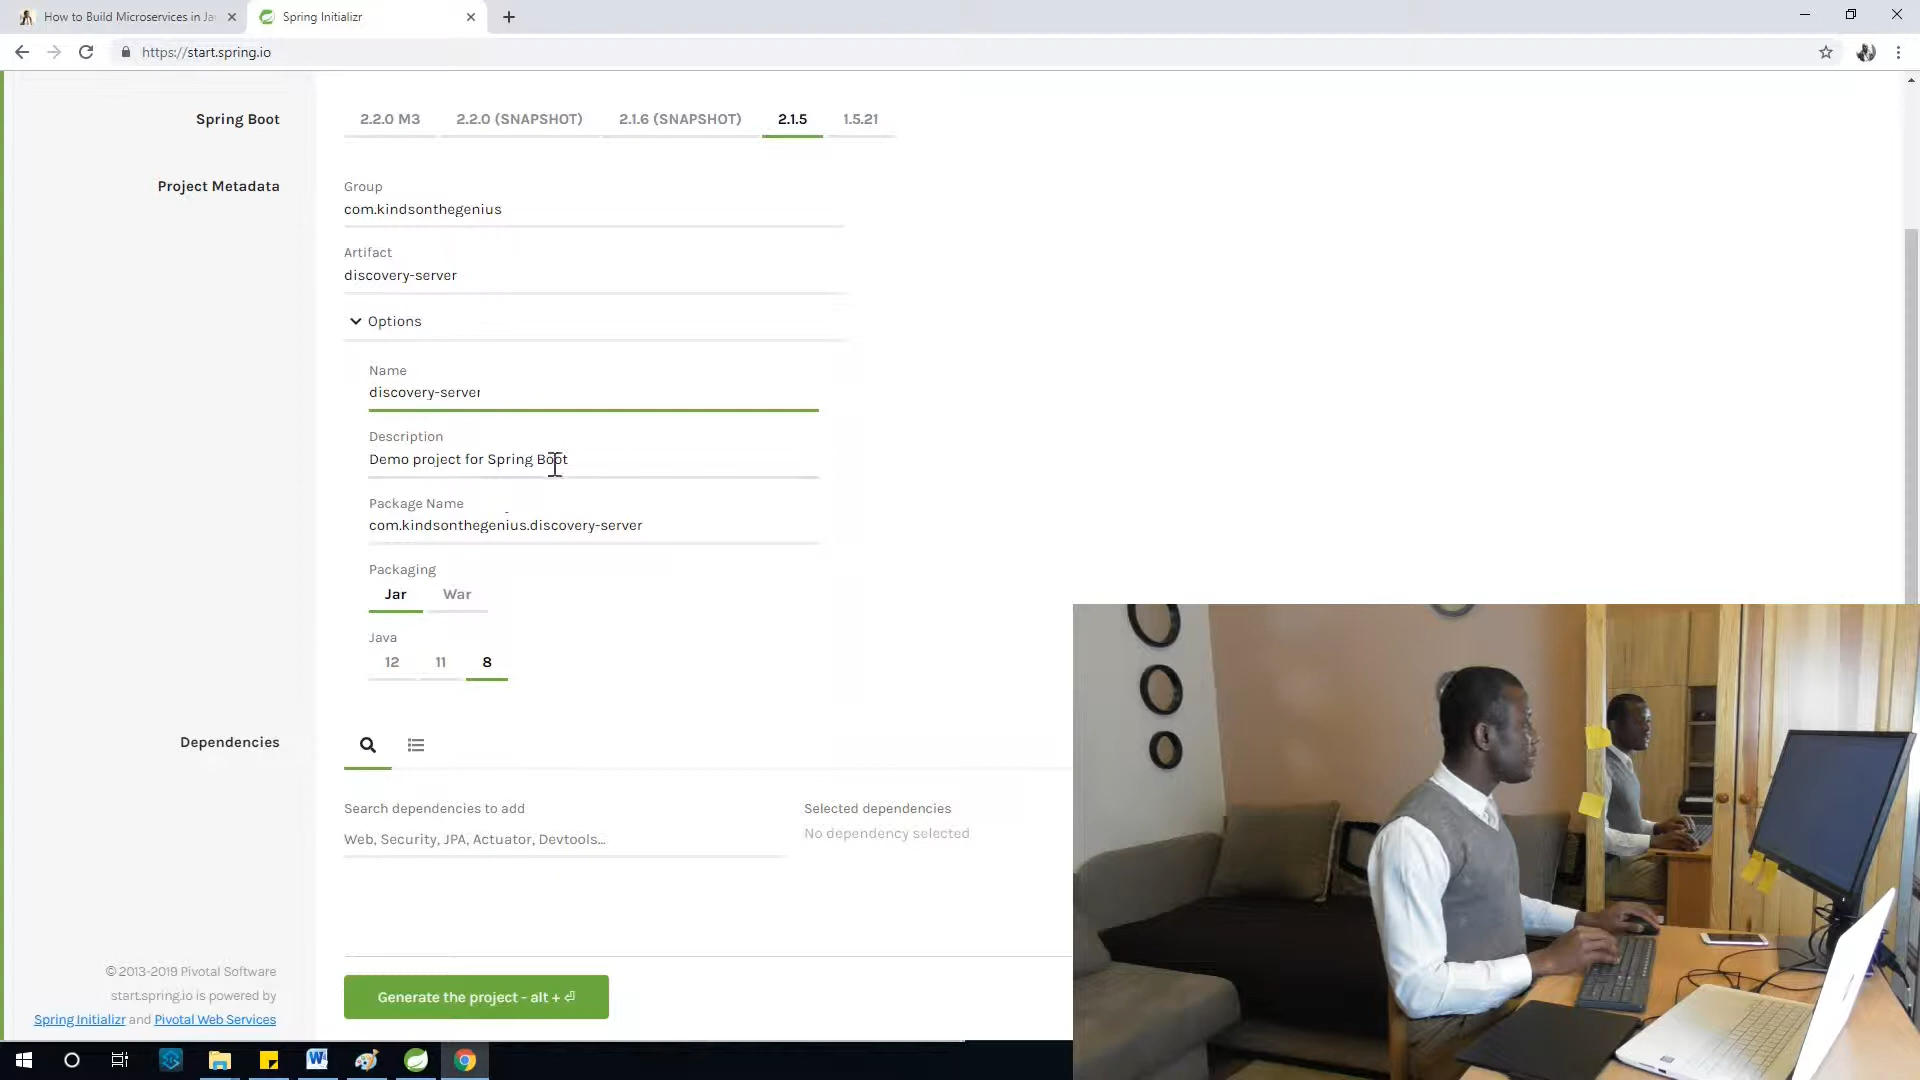 How to Build Microservices in Ja
Spring Initializr
https://start.spring.io
Spring Boot
2.2.0 M3
2.2.0 (SNAPSHOT)
2.1.6 (SNAPSHOT)
2.1.5
1.5.21
Project Metadata
Group
com.kindsonthegenius
Artifact
discovery-server
Options
Name
discovery-server
Description
Demo project for Spring Boot
Package Name
com.kindsonthegenius.discovery-server
Packaging
Jar
War
Java
12
11
8
Dependencies
Search dependencies to add
Web, Security, JPA, Actuator, Devtools...
Selected dependencies
No dependency selected
© 2013-2019 Pivotal Software
start.spring.io is powered by
Spring Initializr and Pivotal Web Services
Generate the project - alt + ⏎